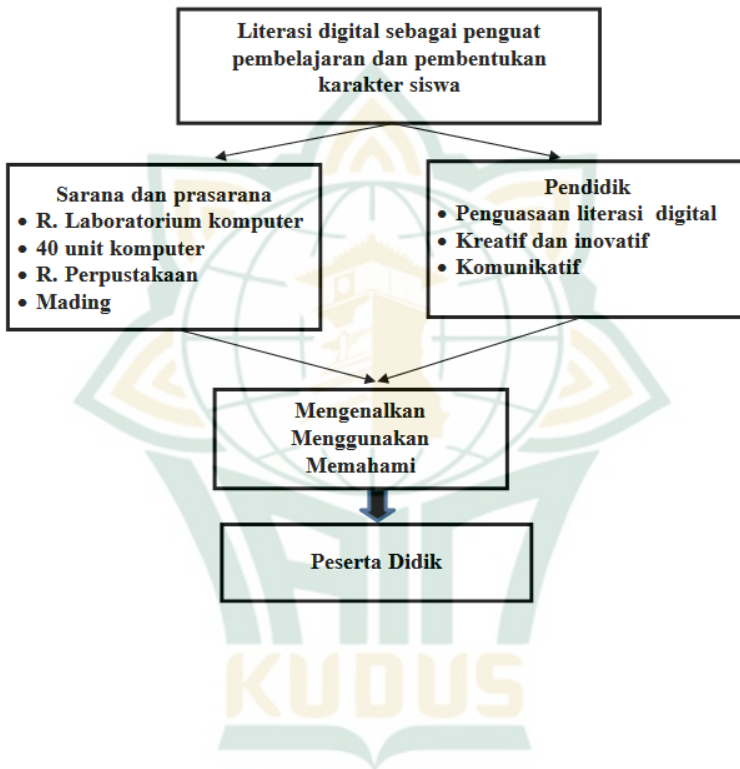 Literasi digital sebagai penguat
pembelajaran dan pembentukan
karakter siswa
Sarana dan prasarana
• R. Laboratorium komputer
• 40 unit komputer
• R. Perpustakaan
• Mading
Pendidik
• Penguasaan literasi digital
• Kreatif dan inovatif
• Komunikatif
Mengenalkan
Menggunakan
Memahami
Peserta Didik
IAIN
KUDUS